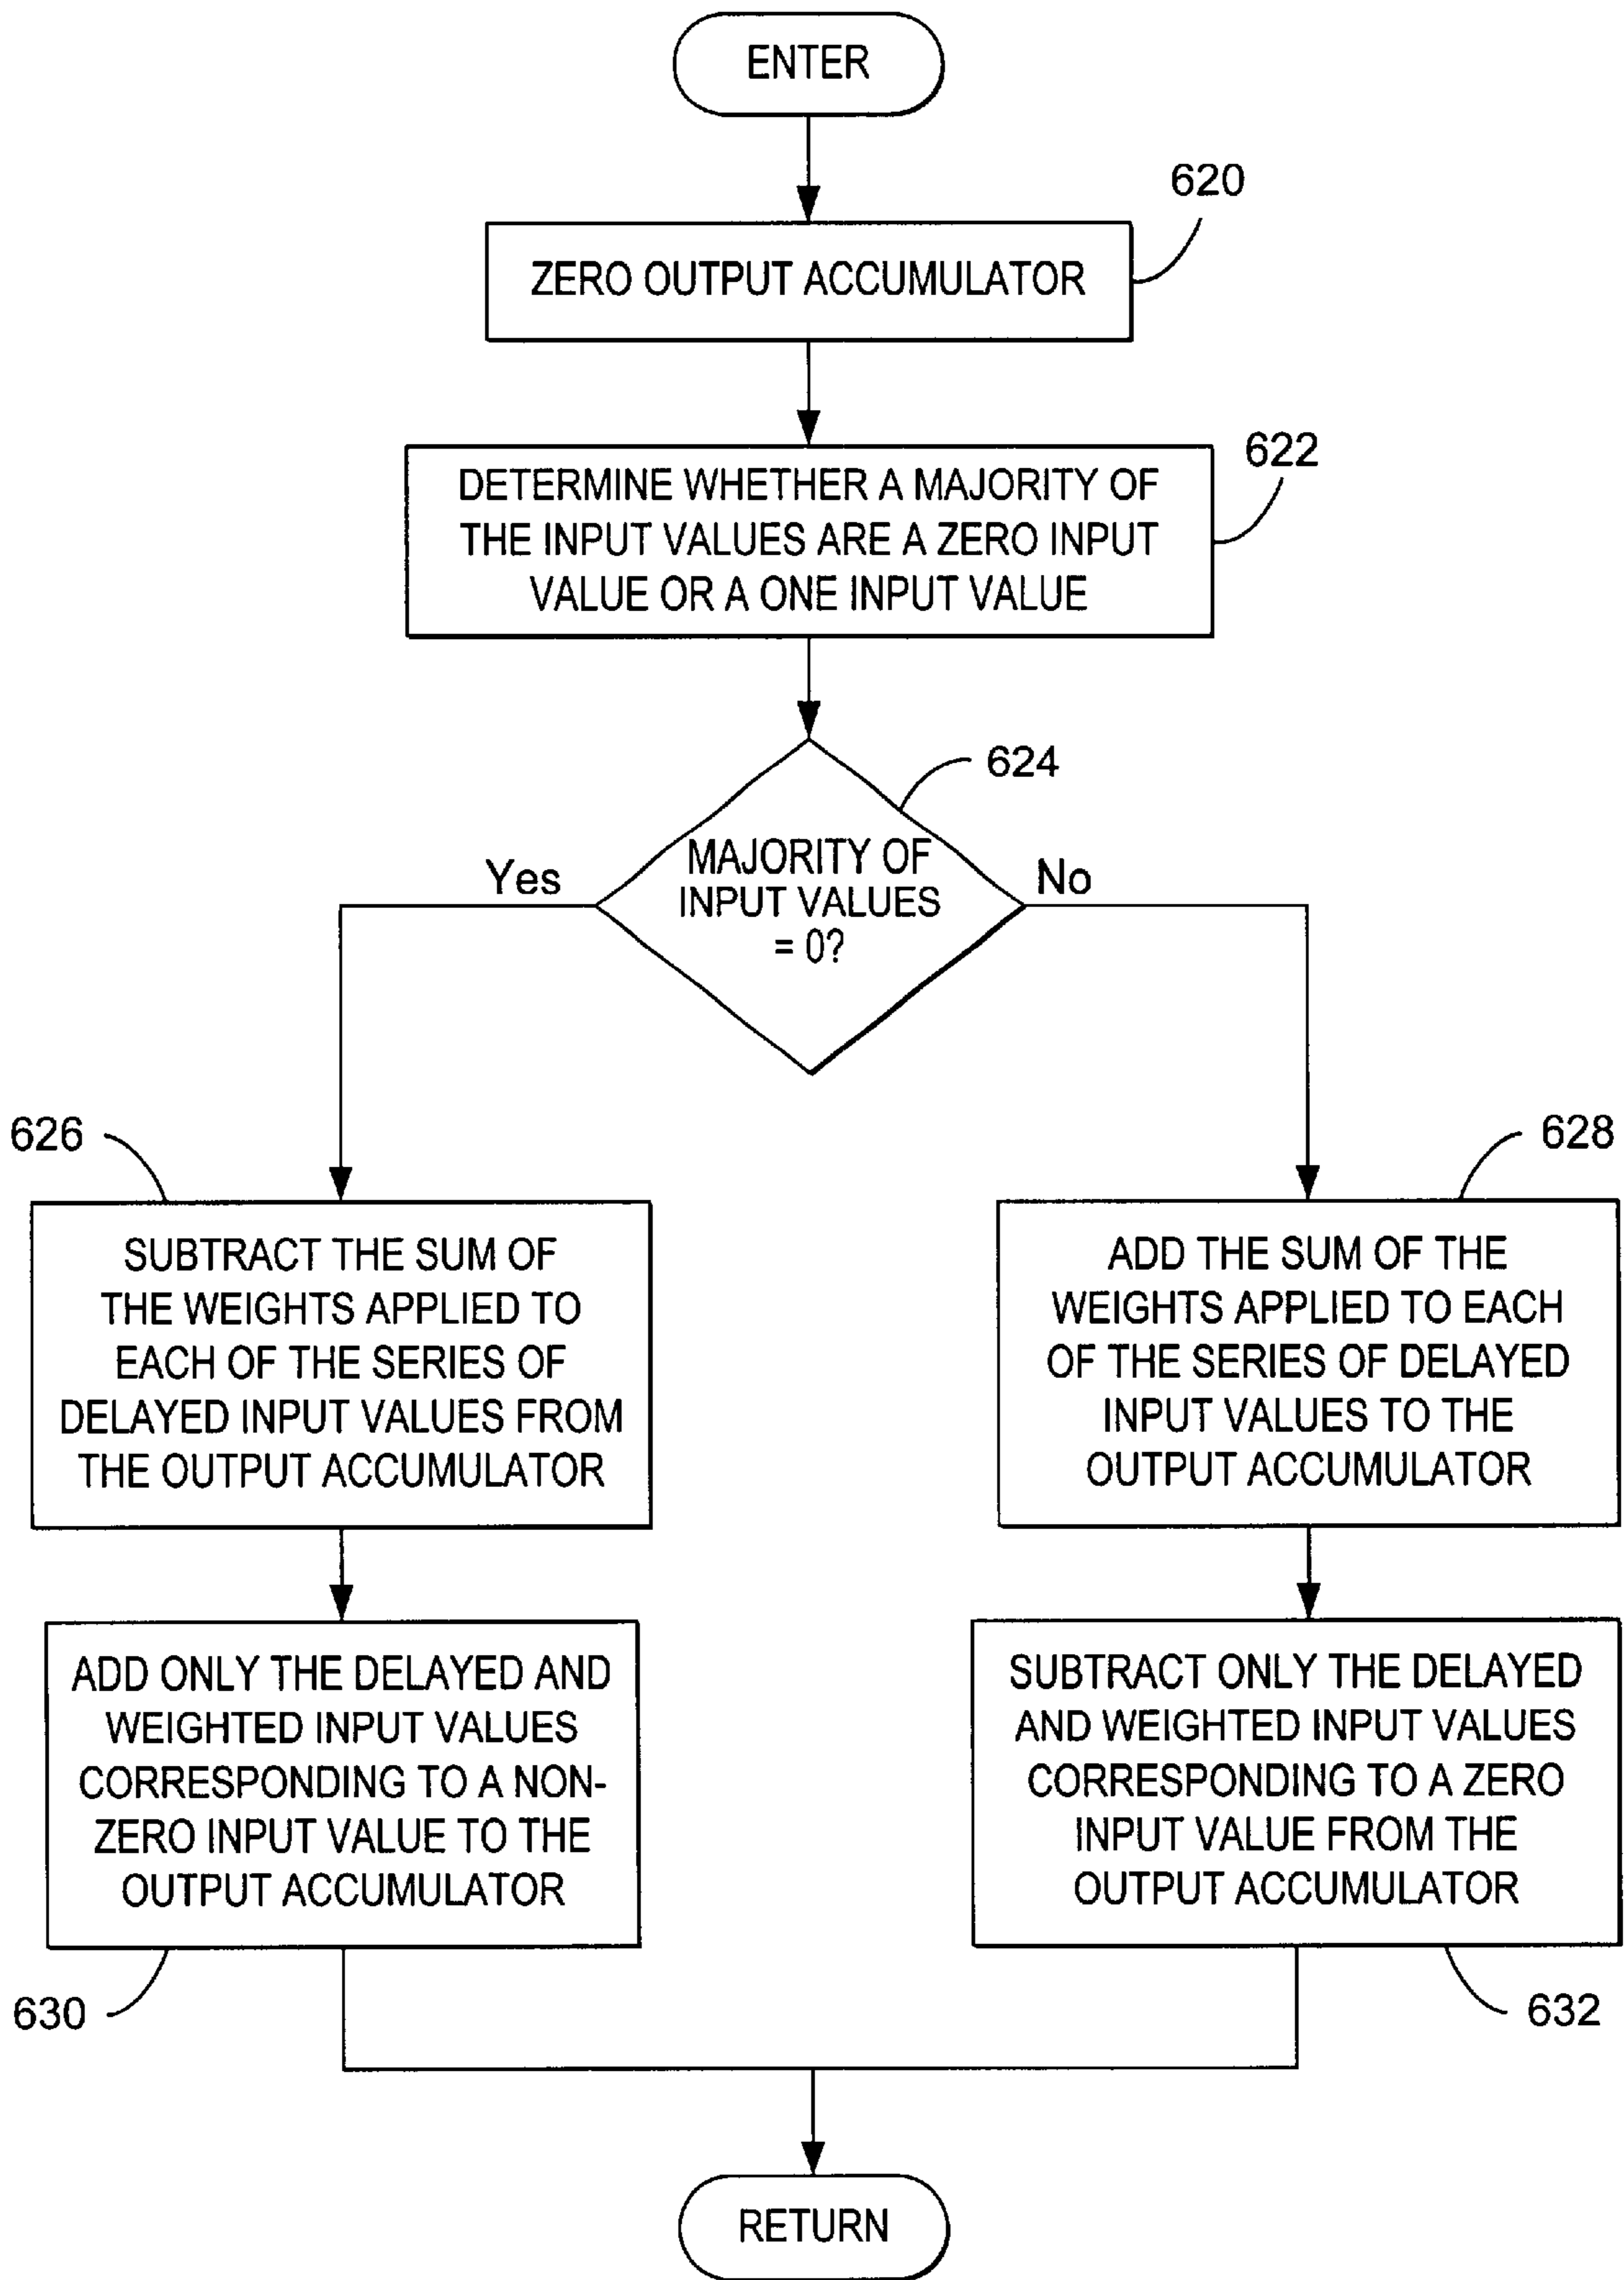 ENTER
620
ZERO OUTPUT ACCUMULATOR
622
DETERMINE WHETHER A MAJORITY OF
THE INPUT VALUES ARE A ZERO INPUT
VALUE OR A ONE INPUT VALUE
624
MAJORITY OF
INPUT VALUES
= 0?
Yes
No
626
SUBTRACT THE SUM OF
THE WEIGHTS APPLIED TO
EACH OF THE SERIES OF
DELAYED INPUT VALUES FROM
THE OUTPUT ACCUMULATOR
628
ADD THE SUM OF THE
WEIGHTS APPLIED TO EACH
OF THE SERIES OF DELAYED
INPUT VALUES TO THE
OUTPUT ACCUMULATOR
ADD ONLY THE DELAYED AND
WEIGHTED INPUT VALUES
CORRESPONDING TO A NON-
ZERO INPUT VALUE TO THE
OUTPUT ACCUMULATOR
630
SUBTRACT ONLY THE DELAYED
AND WEIGHTED INPUT VALUES
CORRESPONDING TO A ZERO
INPUT VALUE FROM THE
OUTPUT ACCUMULATOR
632
RETURN